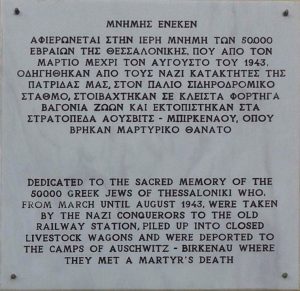 ΜΝΗΜΗΣ ΕΝΕΚΕΝ
ΑΦΙΕΡΩΝΕΤΑΙ ΣΤΗΝ ΙΕΡΗ ΜΝΗΜΗ ΤΩΝ 50.000
ΕΒΡΑΙΩΝ ΤΗΣ ΘΕΣΣΑΛΟΝΙΚΗΣ, ΠΟΥ ΑΠΟ ΤΟΝ
ΜΑΡΤΙΟ ΜΕΧΡΙ ΤΟΝ ΑΥΓΟΥΣΤΟ ΤΟΥ 1943.
ΟΔΗΓΗΘΗΚΑΝ ΑΠΟ ΤΟΥΣ ΝΑΖΙ ΚΑΤΑΚΤΗΤΕΣ ΤΗΣ
ΠΑΤΡΙΔΑΣ ΜΑΣ, ΣΤΟΝ ΠΑΛΙΟ ΣΙΔΗΡΟΔΡΟΜΙΚΟ
ΣΤΑΘΜΟ, ΣΤΟΙΒΑΧΤΗΚΑΝ ΣΕ ΚΛΕΙΣΤΑ ΦΟΡΤΗΓΑ
ΒΑΓΟΝΙΑ ΖΩΩΝ ΚΑΙ ΕΚΤΟΠΙΣΤΗΚΑΝ ΣΤΑ
ΣΤΡΑΤΟΠΕΔΑ ΑΟΥΣΒΙΤΣ - ΜΠΙΡΚΕΝΑΟΥ, ΟΠΟΥ
ΒΡΗΚΑΝ ΜΑΡΤΥΡΙΚΟ ΘΑΝΑΤΟ
DEDICATED TO THE SACRED MEMORY OF THE
50000 GREEK JEWS OF THESSALONIKI WHO.
FROM MARCH UNTIL AUGUST 1943, WERE TAKEN
BY THE NAZI CONQUERORS TO THE OLD
RAILWAY STATION, PILED UP INTO CLOSED
LIVESTOCK WAGONS AND WERE DEPORTED TO
THE CAMPS OF AUSCHWITZ - BIRKENAU WHERE
THEY MET A MARTYR'S DEATH